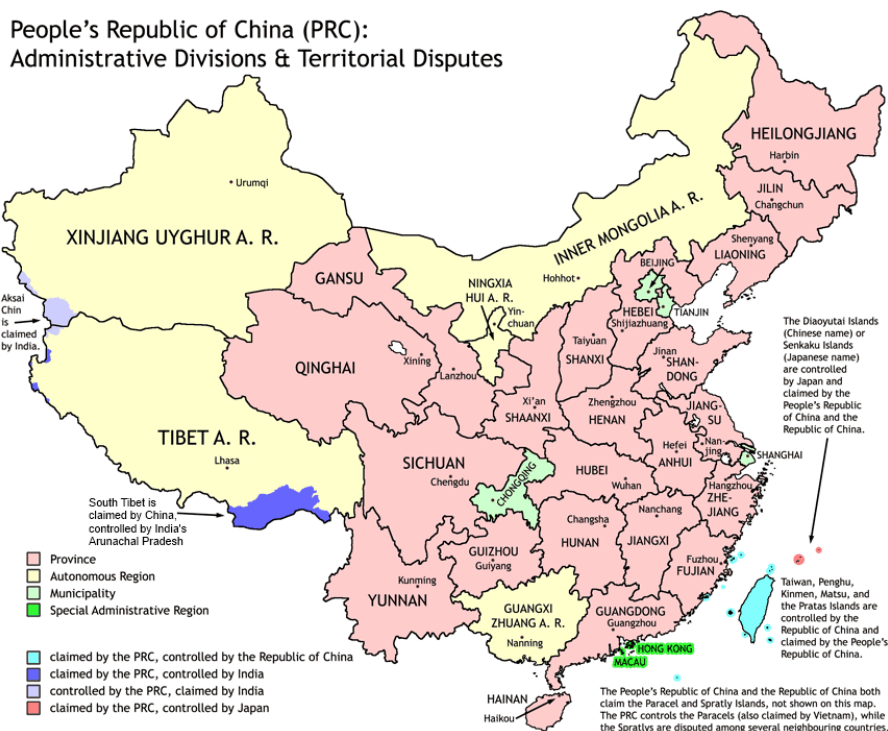 People's Republic of China (PRC):
Administrative Divisions & Territorial Disputes
HEILONGJIANG
Harbin
JILIN
Changchun
Urumqi
INNER MONGOLIA A. R.
Shenyang
LIAONING
XINJIANG UYGHUR A. R.
BEIJING
GANSU
Hohhot
NINGXIA
HUI A. R.
Yin-
chuan
HEBEI
Shijiazhuang
TIANJIN
Aksai
Chin
is
claimed
by India.
The Diaoyutai Islands
(Chinese name) or
Senkaku Islands
(Japanese name)
are controlled
by Japan and
claimed by the
People's Republic
of China and the
Republic of China.
Taiyuan
SHANXI
Jinan
SHAN-
DONG
QINGHAI
Xining
Lanzhou
Xi'an
SHAANXI
Zhengzhou
HENAN
JIANG-
SU
TIBET A. R.
Lhasa
SICHUAN
Chengdu
CHONGQING
HUBEI
Wuhan
Hefei
ANHUI
Nan-
jing
SHANGHAI
Hangzhou
ZHE-
JIANG
South Tibet is
claimed by China,
controlled by India's
Arunachal Pradesh
Changsha
HUNAN
Nanchang
JIANGXI
GUIZHOU
Guiyang
Fuzhou
FUJIAN
Kunming
YUNNAN
GUANGXI
ZHUANG A. R.
Nanning
GUANGDONG
Guangzhou
HONG KONG
MACAU
Taiwan, Penghu,
Kinmen, Matsu, and
the Pratas Islands are
controlled by the
Republic of China and
claimed by the People's
Republic of China.
Province
Autonomous Region
Municipality
Special Administrative Region
claimed by the PRC, controlled by the Republic of China
claimed by the PRC, controlled by India
controlled by the PRC, claimed by India
claimed by the PRC, controlled by Japan
HAINAN
Haikou
The People's Republic of China and the Republic of China both
claim the Paracel and Spratly Islands, not shown on this map.
The PRC controls the Paracels (also claimed by Vietnam), while
the Spratlys are disputed among several neighbouring countries.